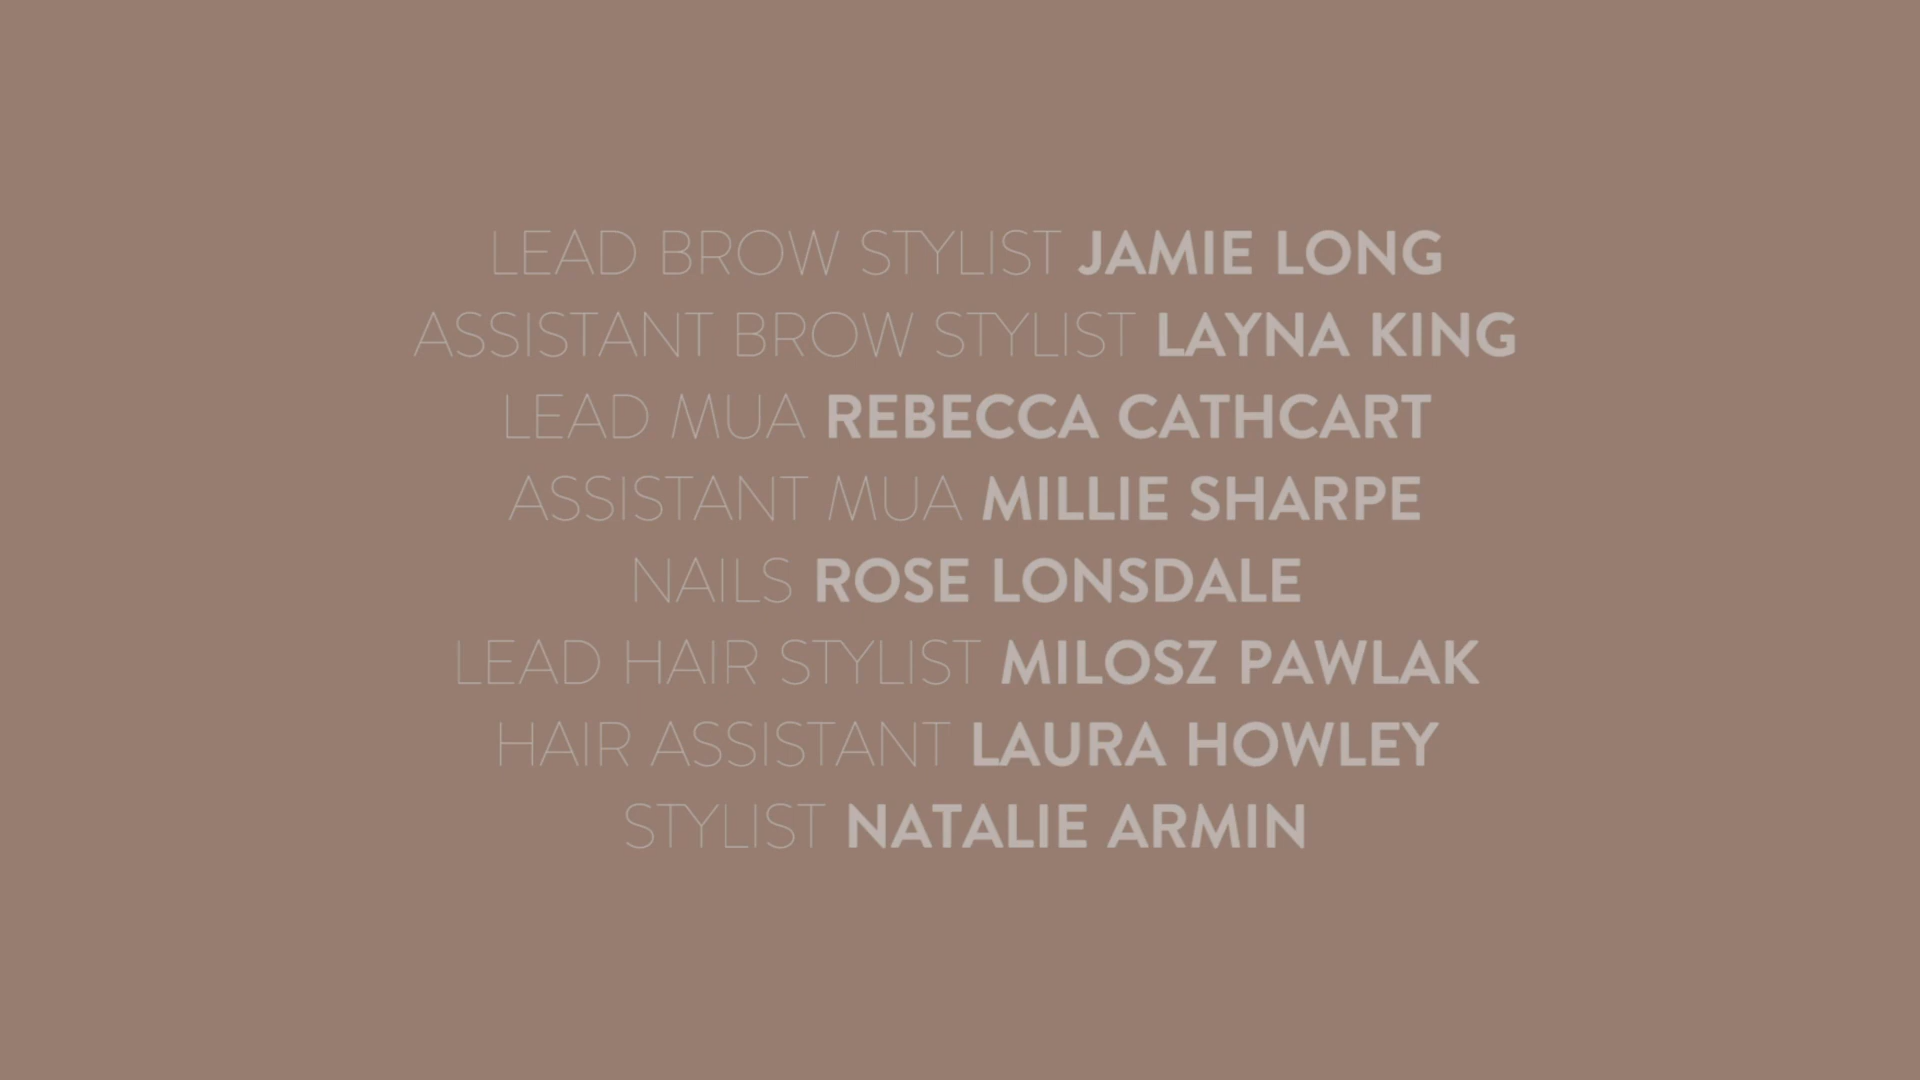 LEAD BROW STYLIST JAMIE LONG
ASSISTANT BROW STYLIST LAYNA KING
LEAD MUA REBECCA CATHCART
ASSISTANT MUA MILLIE SHARPE
NAILS ROSE LONSDALE
LEAD HAIR STYLIST MILOSZ PAWLAK
HAIR ASSISTANT LAURA HOWLEY
STYLIST NATALIE ARMIN